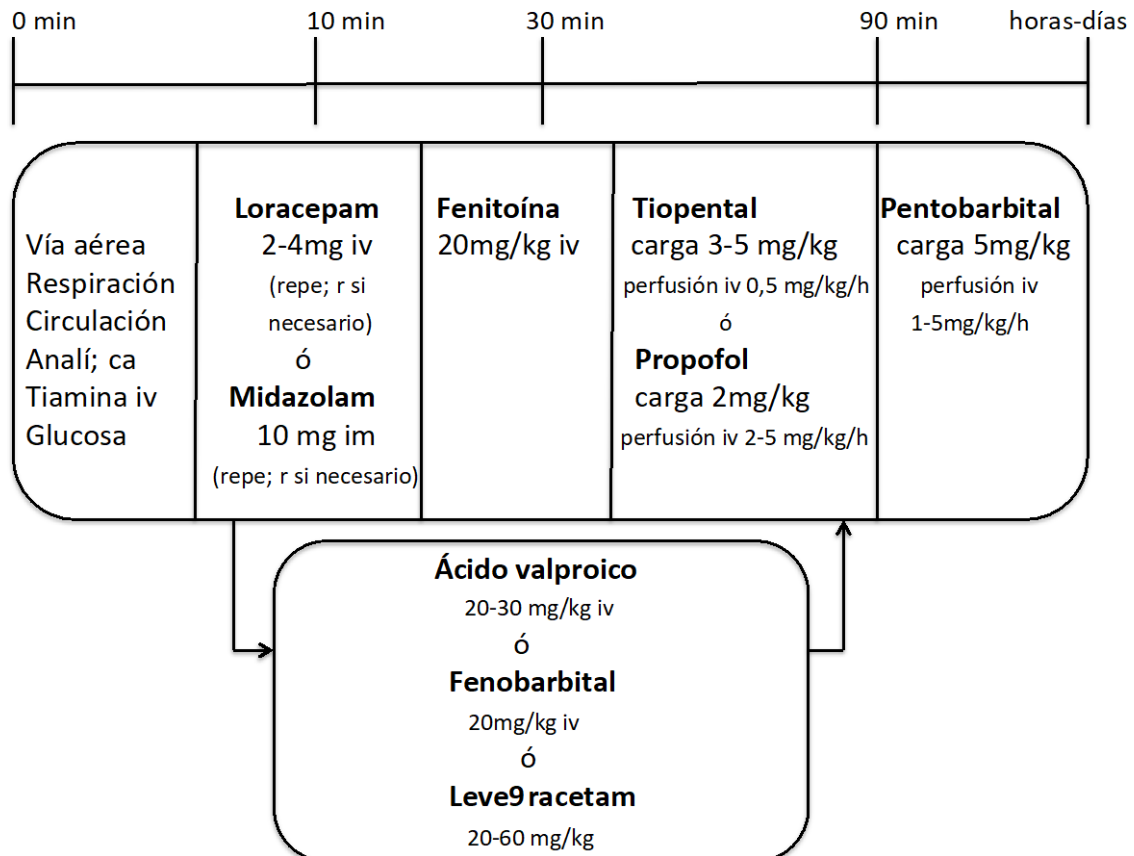 0 min
10 min
30 min
90 min
horas-días
Vía aérea
Respiración
Circulación
Analí; ca
Tiamina iv
Glucosa
Loracepam
2-4mg iv
(repe; r si
necesario)
ó
Midazolam
10 mg im
(repe; r si necesario)
Fenitoína
20mg/kg iv
Tiopental
carga 3-5 mg/kg
perfusión iv 0,5 mg/kg/h
ó
Propofol
carga 2mg/kg
perfusión iv 2-5 mg/kg/h
Pentobarbital
carga 5mg/kg
perfusión iv
1-5mg/kg/h
Ácido valproico
20-30 mg/kg iv
ó
Fenobarbital
20mg/kg iv
ó
Leve9racetam
20-60 mg/kg